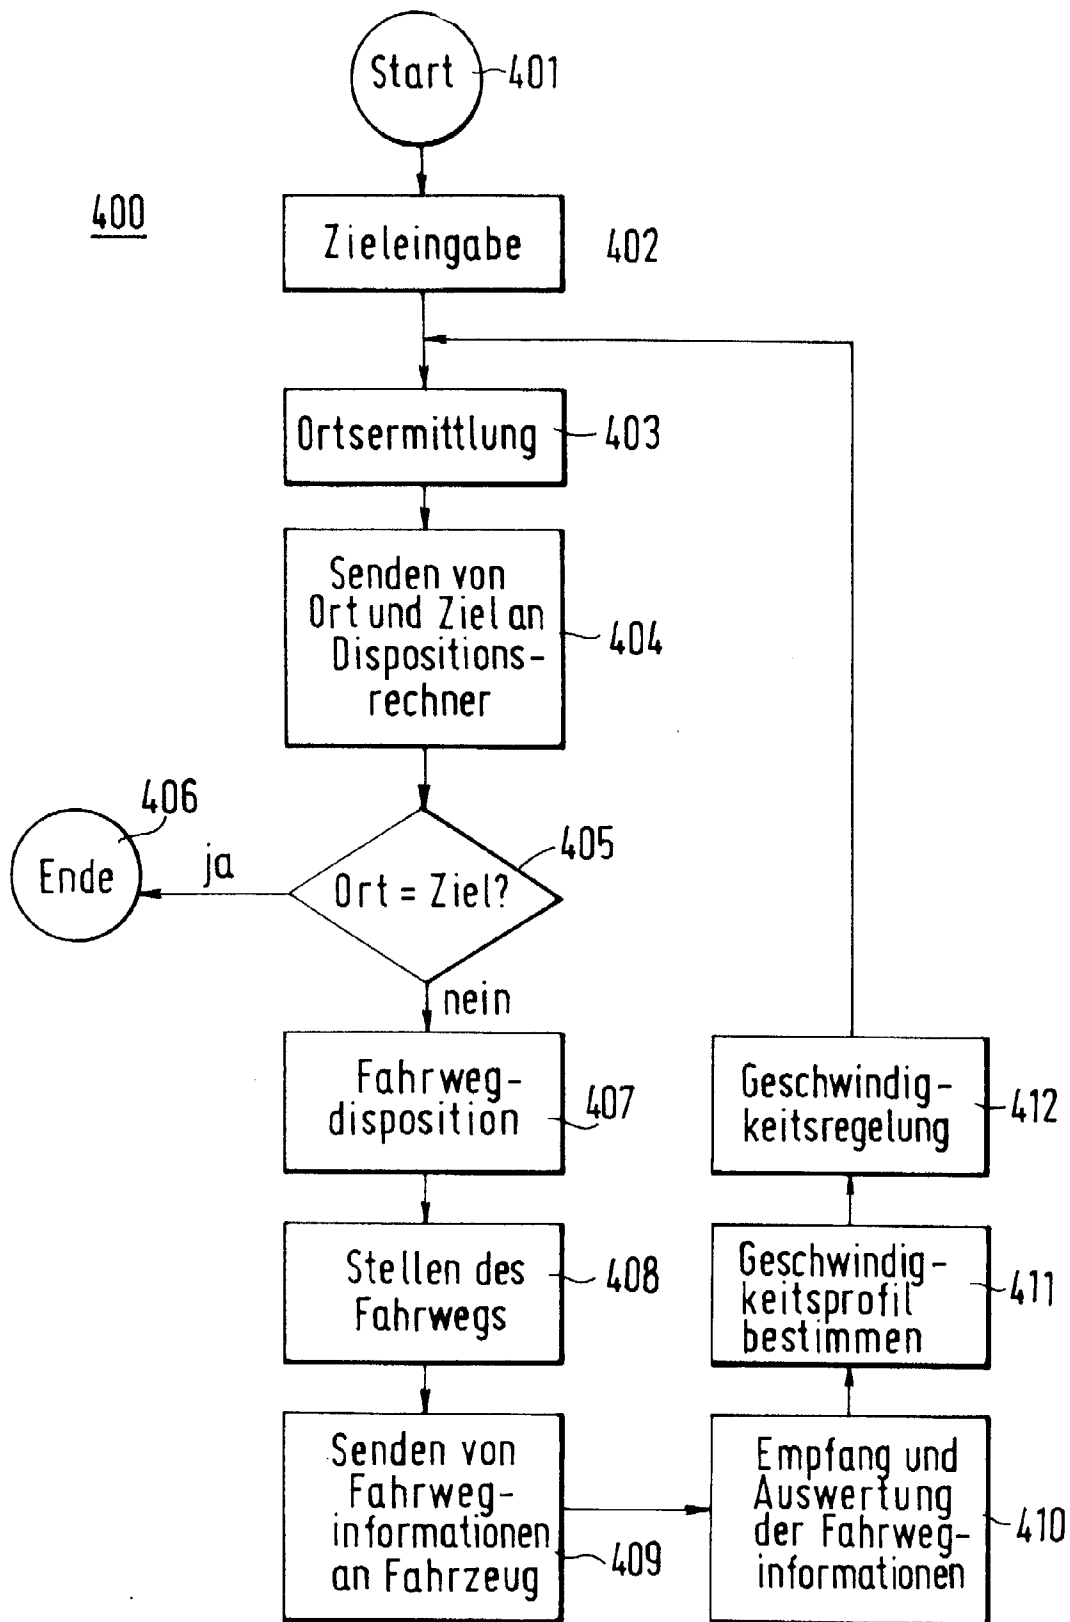 Start
401
400
Zieleingabe
402
Ortsermittlung
403
Senden von
Ort und Ziel an
Dispositions-
rechner
404
405
Ort = Ziel?
ja
406
Ende
nein
Fahrweg-
disposition
407
Stellen des
Fahrwegs
408
Senden von
Fahrweg-
informationen
an Fahrzeug
409
Empfang und
Auswertung
der Fahrweg-
informationen
410
Geschwindig-
keitsprofil
bestimmen
411
Geschwindig-
keitsregelung
412